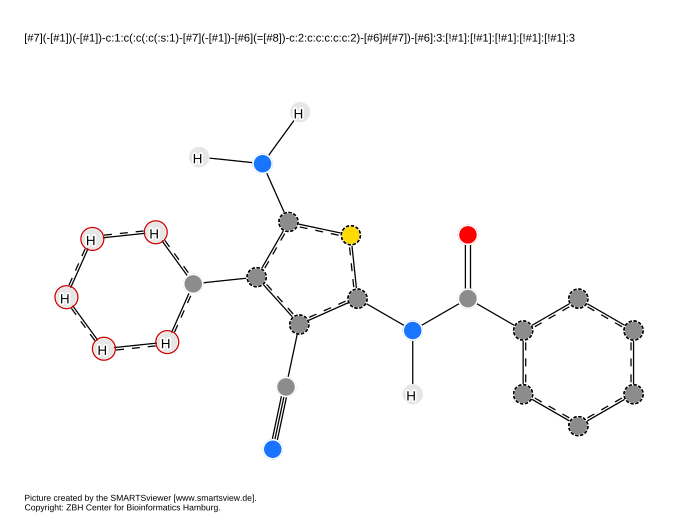 [#7](-[#1])(-[#1])-c:1:c(:c(:c(:s:1)-[#7](-[#1])-[#6](=[#8])-c:2:c:c:c:c:c:2)-[#6]#[#7])-[#6]:3:[!#1]:[!#1]:[!#1]:[!#1]:[!#1]:3
H
H
H
H
H
H
H
H
Picture created by the SMARTSviewer [www.smartsview.de].
Copyright: ZBH Center for Bioinformatics Hamburg.